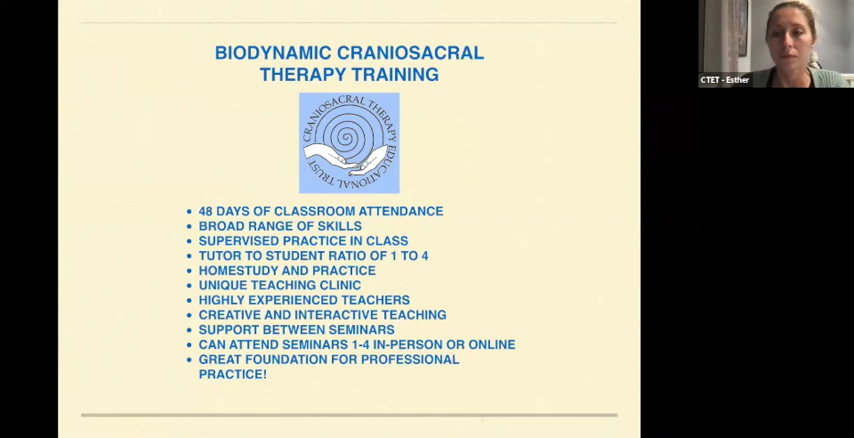 BIODYNAMIC CRANIOSACRAL
THERAPY TRAINING
CRANIOSACRAL THERAPY EDUCATIONAL TRUST
• 48 DAYS OF CLASSROOM ATTENDANCE
• BROAD RANGE OF SKILLS
• SUPERVISED PRACTICE IN CLASS
• TUTOR TO STUDENT RATIO OF 1 TO 4
• HOMESTUDY AND PRACTICE
• UNIQUE TEACHING CLINIC
• HIGHLY EXPERIENCED TEACHERS
• CREATIVE AND INTERACTIVE TEACHING
• SUPPORT BETWEEN SEMINARS
• CAN ATTEND SEMINARS 1-4 IN-PERSON OR ONLINE
• GREAT FOUNDATION FOR PROFESSIONAL
PRACTICE!
CTET - Esther